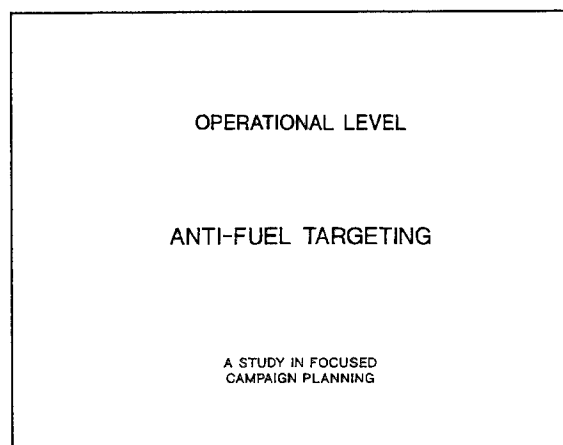 OPERATIONAL LEVEL
ANTI-FUEL TARGETING
A STUDY IN FOCUSED
CAMPAIGN PLANNING